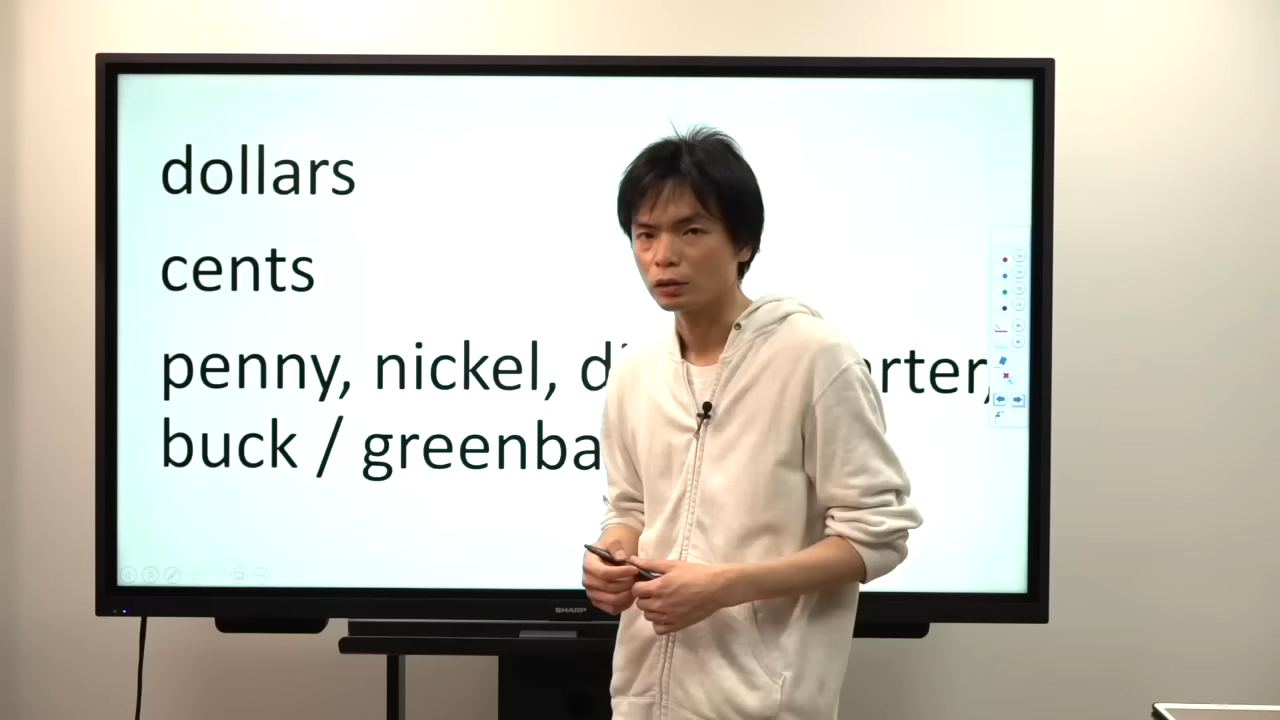 dollars
cents
penny, nickel, d rter,
buck / greenba
SHARP